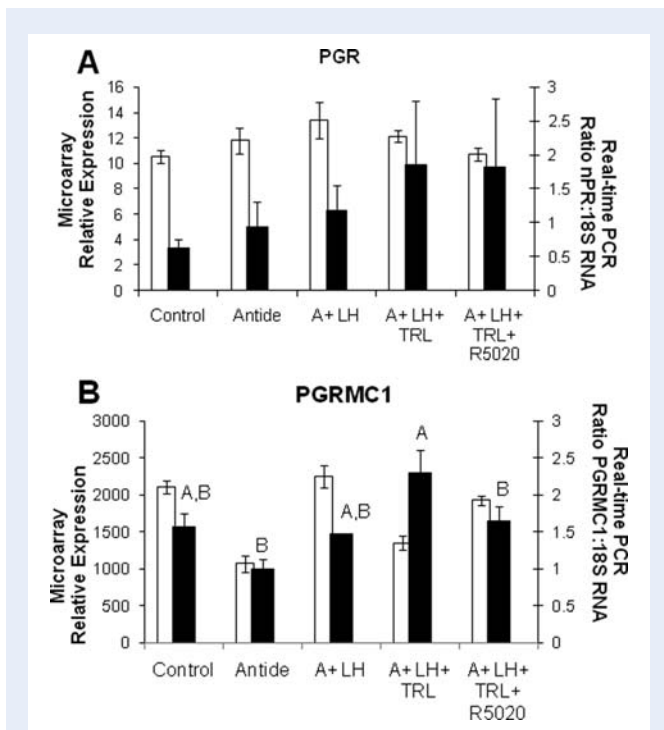 A
PGR
Microarray
Relative Expression
16
14
12
10
8
6
4
2
0
3
2.5
2
1.5
1
0.5
0
Real-time PCR
Ratio nPR:18S RNA
Control Antide A+ LH A+ LH+ A+ LH+
TRL TRL+
R5020
B
PGRMC1
Microarray
Relative Expression
3000
2500
2000
1500
1000
500
0
A,B B A,B A B
3
2.5
2
1.5
1
0.5
0
Real-time PCR
Ratio PGRMC1:18S RNA
Control Antide A+ LH A+ LH+ A+ LH+
TRL TRL+
R5020